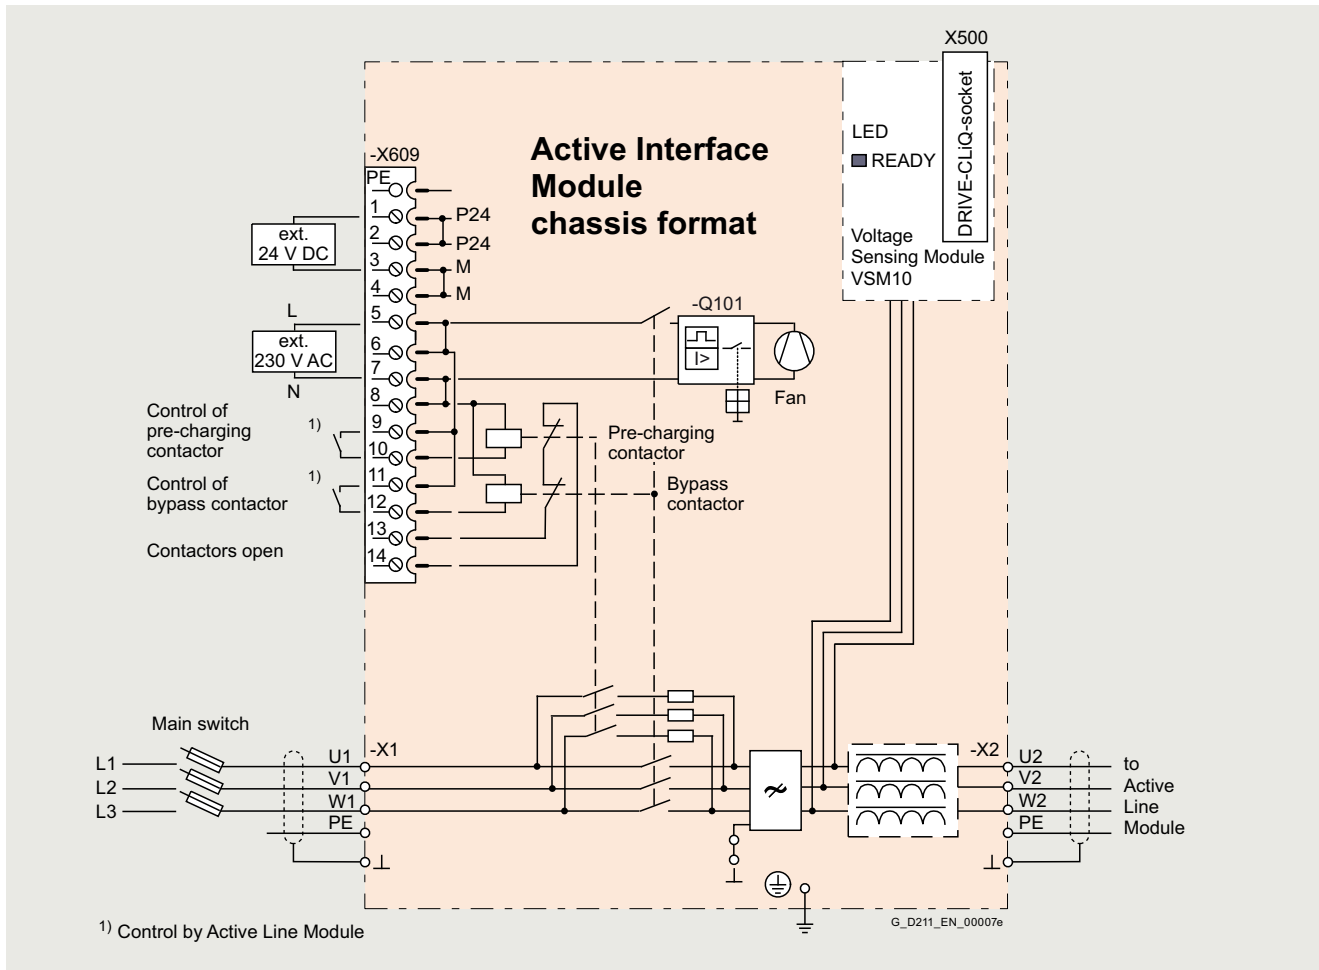 X500
DRIVE-CLiQ-socket
LED
READY
Voltage
Sensing Module
VSM10
Active Interface
Module
chassis format
-X609
PE
1
P24
2
P24
3
M
4
M
5
6
7
8
9
10
11
12
13
14
ext.
24 V DC
L
ext.
230 V AC
N
-Q101
I>
Fan
Control of
pre-charging
contactor
1)
Control of
bypass contactor
1)
Contactors open
Pre-charging
contactor
Bypass
contactor
Main switch
L1
L2
L3
U1
V1
W1
PE
-X1
-X2
U2
V2
W2
PE
to
Active
Line
Module
G_D211_EN_00007e
1) Control by Active Line Module